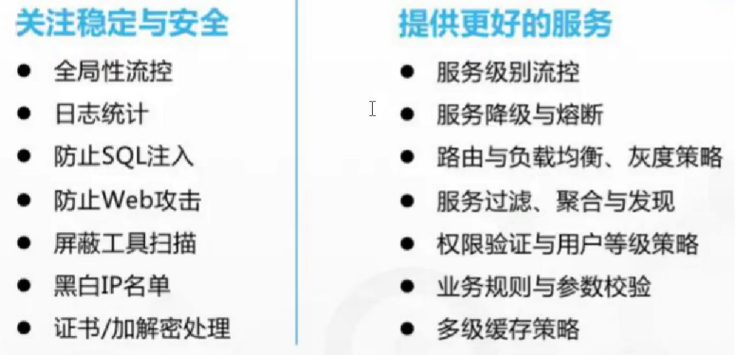 关注稳定与安全
● 全局性流控
● 日志统计
● 防止SQL注入
● 防止Web攻击
● 屏蔽工具扫描
● 黑白IP名单
● 证书/加解密处理
提供更好的服务
● 服务级别流控
● 服务降级与熔断
● 路由与负载均衡、灰度策略
● 服务过滤、聚合与发现
● 权限验证与用户等级策略
● 业务规则与参数校验
● 多级缓存策略